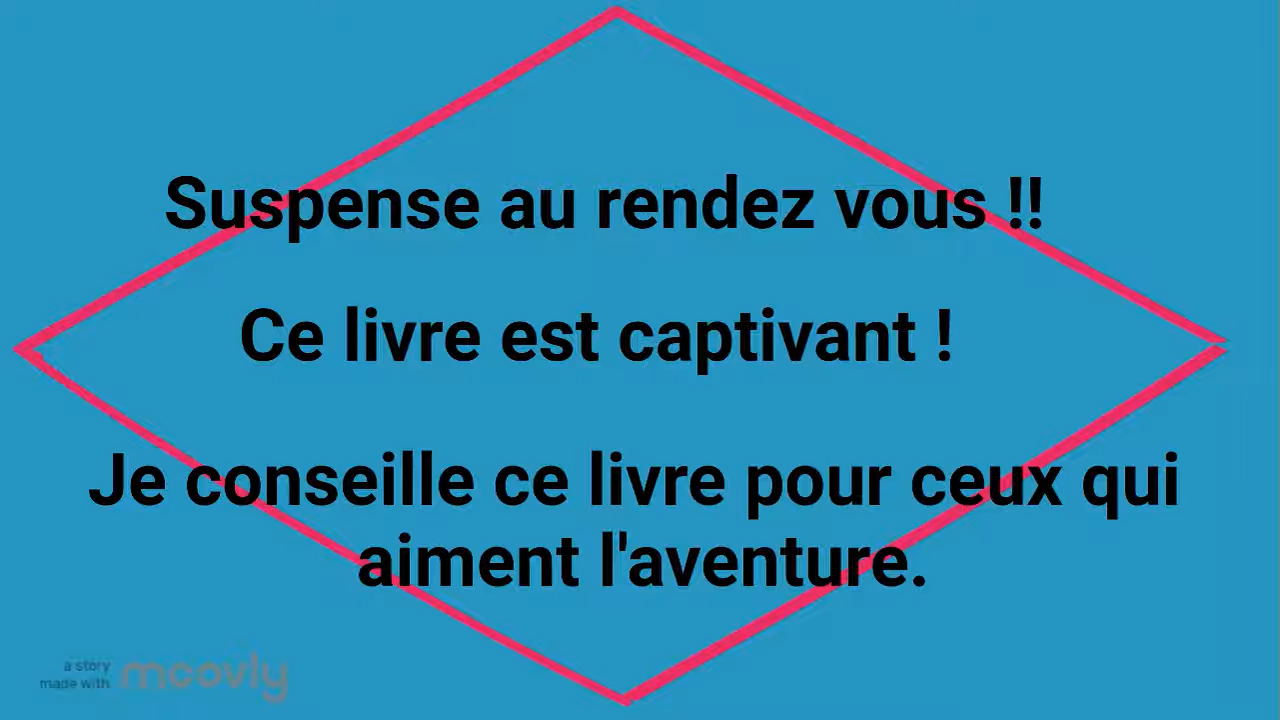 Suspense au rendez vous !!
Ce livre est captivant !
Je conseille ce livre pour ceux qui
aiment l'aventure.
a story
made with
moovly